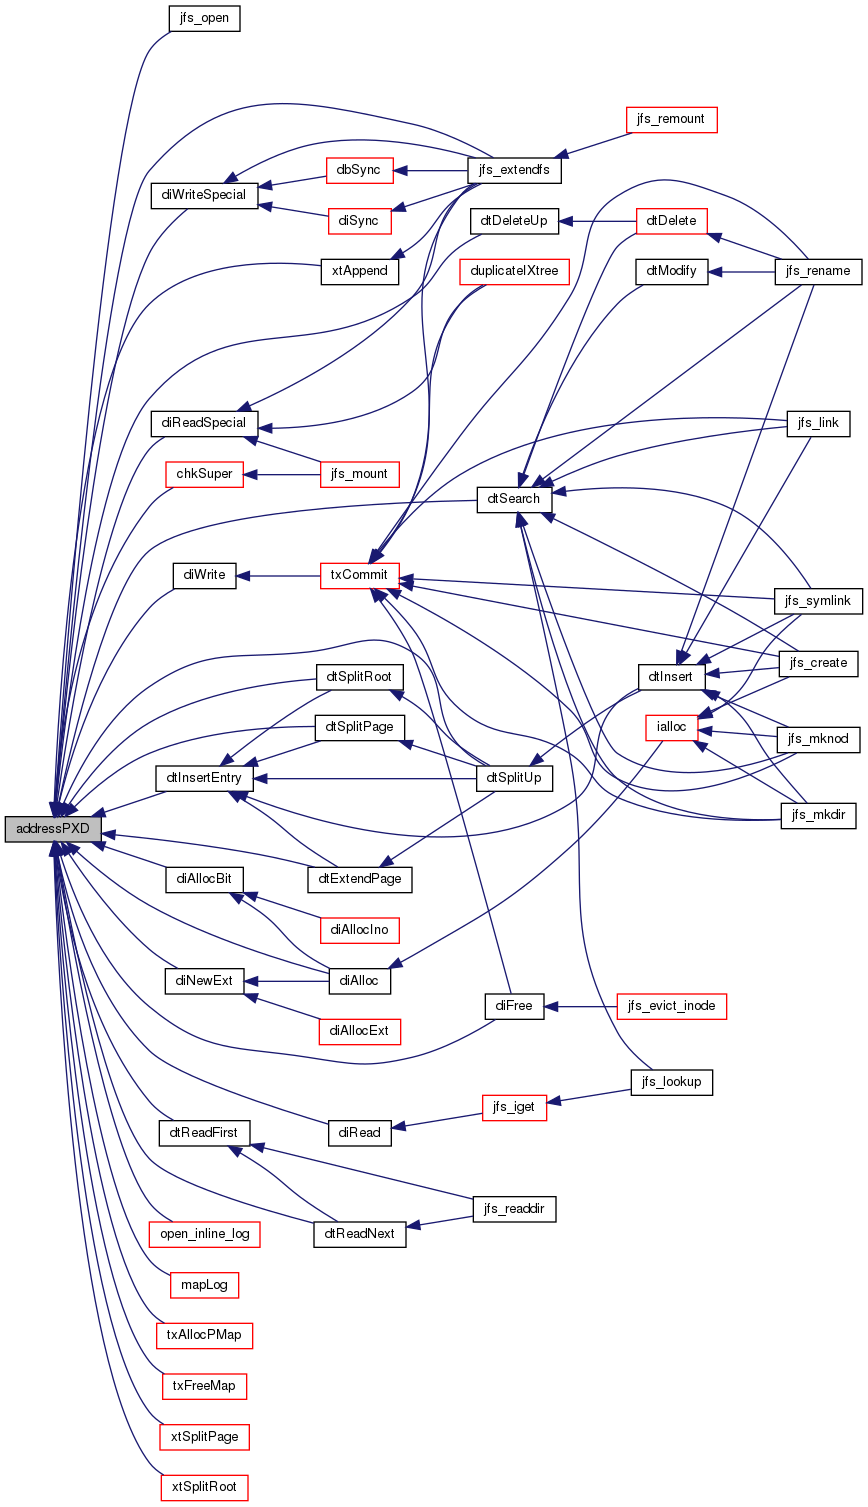 jfs_open
jfs_remount
jfs_extendfs
dbSync
diWriteSpecial
diSync
dtDeleteUp
dtDelete
xtAppend
duplicateIXtree
dtModify
jfs_rename
diReadSpecial
jfs_link
chkSuper
jfs_mount
dtSearch
diWrite
txCommit
jfs_symlink
jfs_create
dtSplitRoot
dtInsert
dtSplitPage
ialloc
jfs_mknod
dtInsertEntry
dtSplitUp
jfs_mkdir
addressPXD
diAllocBit
dtExtendPage
diAllocIno
diNewExt
diAlloc
diFree
jfs_evict_inode
diAllocExt
jfs_lookup
jfs_iget
dtReadFirst
diRead
jfs_readdir
open_inline_log
dtReadNext
mapLog
txAllocPMap
txFreeMap
xtSplitPage
xtSplitRoot